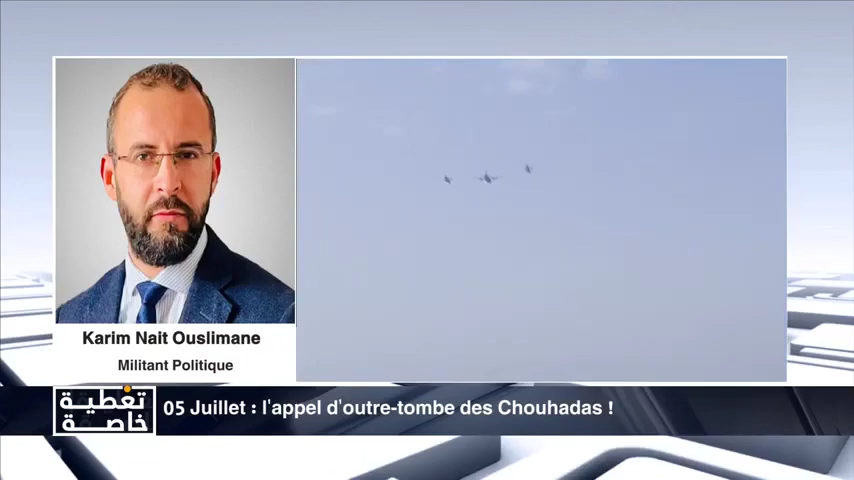 Karim Nait Ouslimane
Militant Politique
تغطية
خاصة
05 Juillet : l'appel d'outre-tombe des Chouhadas !